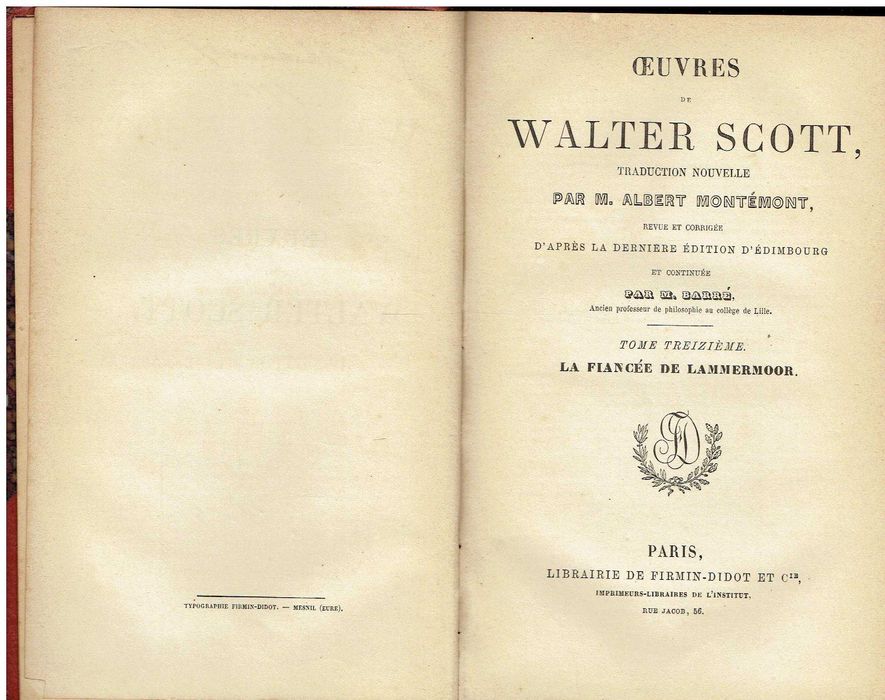 TYPOGRAPHIE FIRMIN-DIDOT. — MESNIL (EURE).
ŒUVRES
DE
WALTER SCOTT,
TRADUCTION NOUVELLE
PAR M. ALBERT MONTÉMONT,
REVUE ET CORRIGÉE
D'APRÈS LA DERNIERE ÉDITION D'ÉDIMBOURG
ET CONTINUÉE
PAR M. BARRÉ,
Ancien professeur de philosophie au collège de Lille.
TOME TREIZIÈME.
LA FIANCÉE DE LAMMERMOOR.
FD
PARIS,
LIBRAIRIE DE FIRMIN-DIDOT ET CIE,
IMPRIMEURS-LIBRAIRES DE L'INSTITUT.
RUE JACOB, 56.